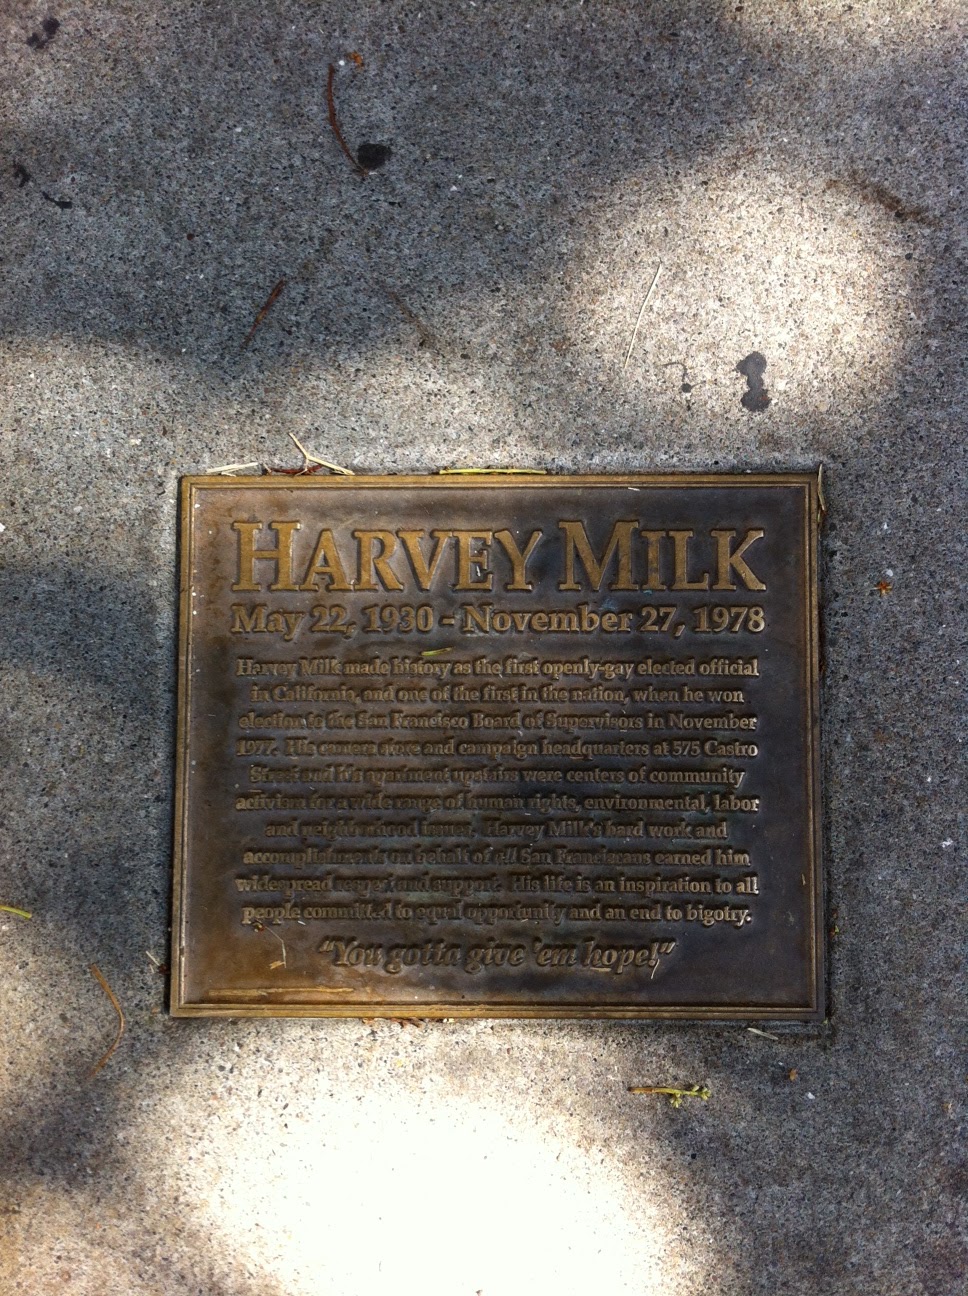 HARVEY MILK
May 22, 1930 - November 27, 1978
Harvey Milk made history as the first openly-gay elected official
in California, and one of the first in the nation, when he won
election to the San Francisco Board of Supervisors in November
1977. His camera store and campaign headquarters at 575 Castro
Street and his apartment upstairs were centers of community
activism for a wide range of human rights, environmental, labor
and neighborhood issues. Harvey Milk's hard work and
accomplishments on behalf of all San Franciscans earned him
widespread respect and support. His life is an inspiration to all
people committed to equal opportunity and an end to bigotry.
"You gotta give 'em hope!"